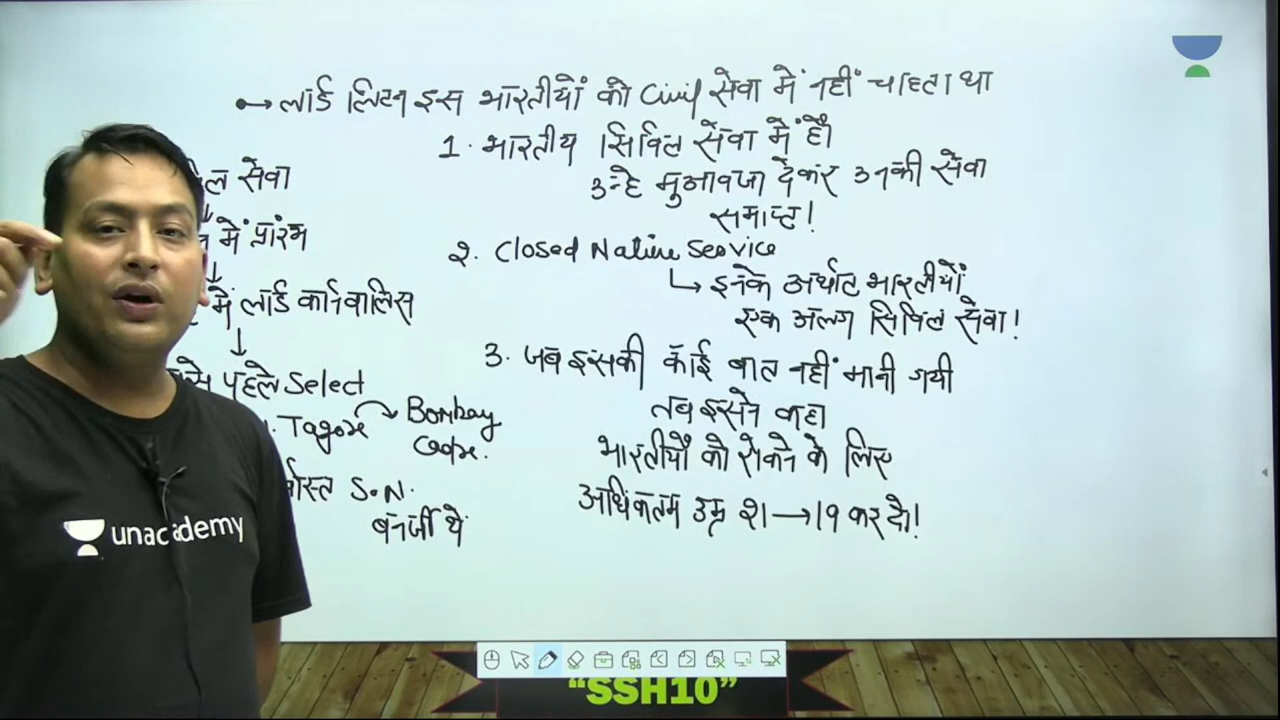 → लॉर्ड लिटन इस भारतीयों को Civil सेवा में नहीं चाहता था
1. भारतीय सिविल सेवा में हैं
उन्हे मुआवजा देकर उनकी सेवा
समाप्त!
2. Closed Native Service
↳ इनके अर्थात भारतीयों
एक अलग सिविल सेवा!
3. जब इसकी कोई बात नहीं मानी गयी
तब इसने कहा
भारतीयों को रोकने के लिए
अधिकतम उम्र 21→19 कर दो!
ल सेवा
में प्रारंभ
↓
में लॉर्ड कार्नवालिस
↓
से पहले Select
. Tagore → Bombay
Cadre.
S.N.
बनर्जी थे
unacademy
"SSH10"